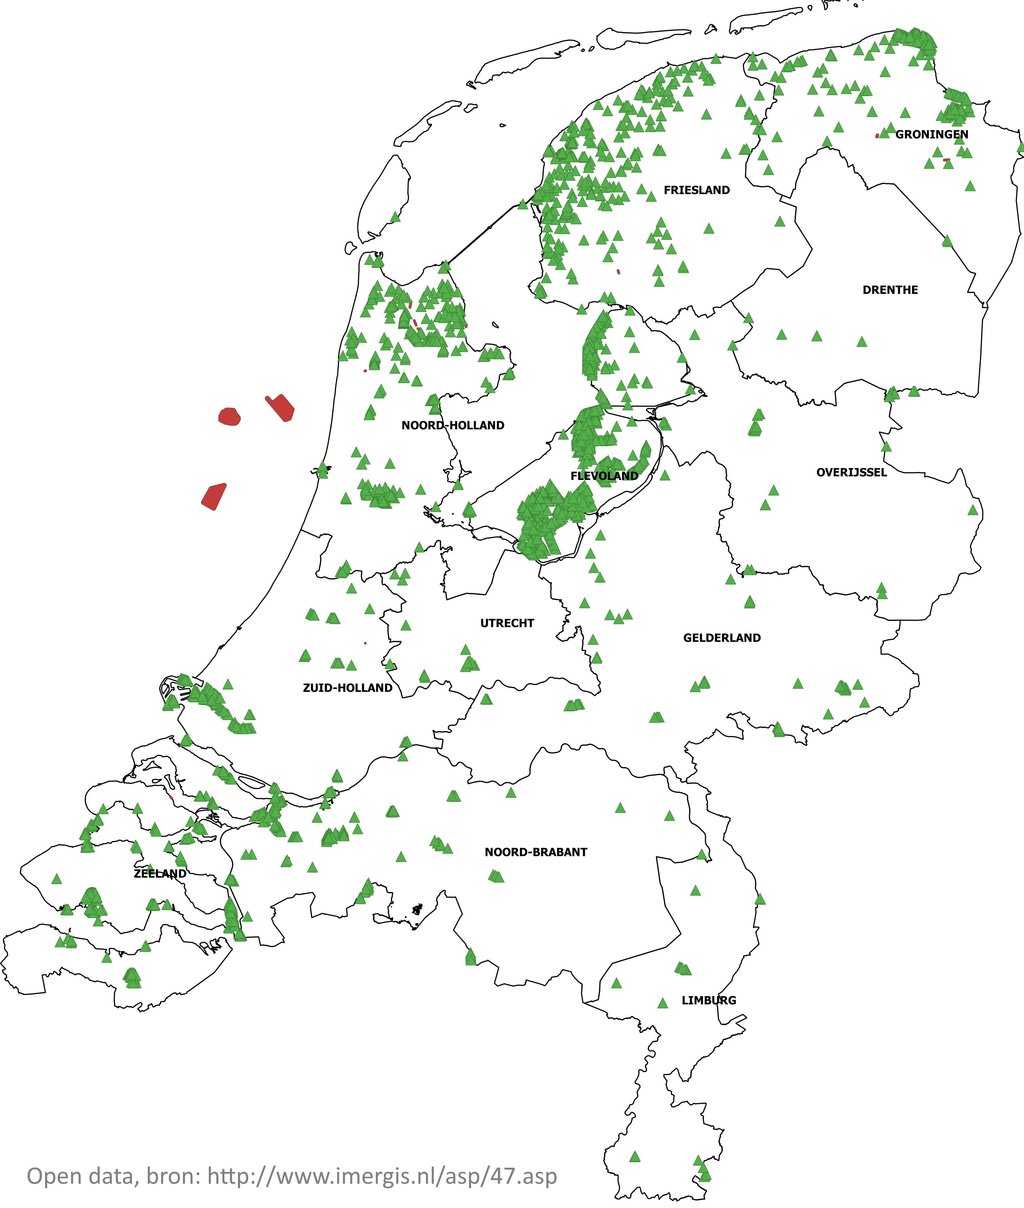 GRONINGEN
FRIESLAND
DRENTHE
NOORD-HOLLAND
OVERIJSSEL
FLEVOLAND
UTRECHT
GELDERLAND
ZUID-HOLLAND
NOORD-BRABANT
ZEELAND
LIMBURG
Open data, bron: http://www.imergis.nl/asp/47.asp